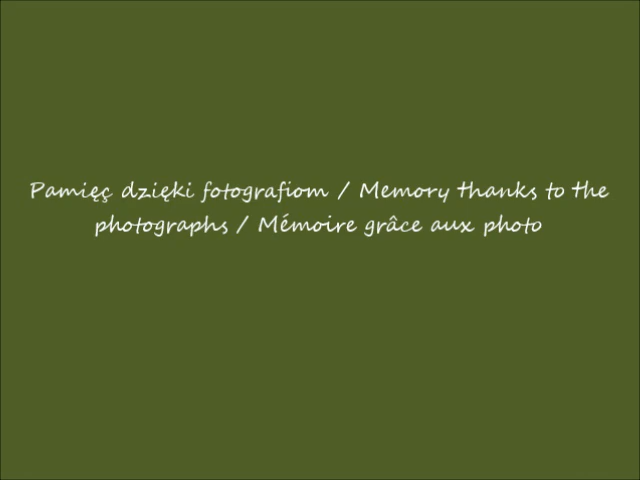 Pamięç dzięki fotografiom / Memory thanks to the
photographs / Mémoire grâce aux photo